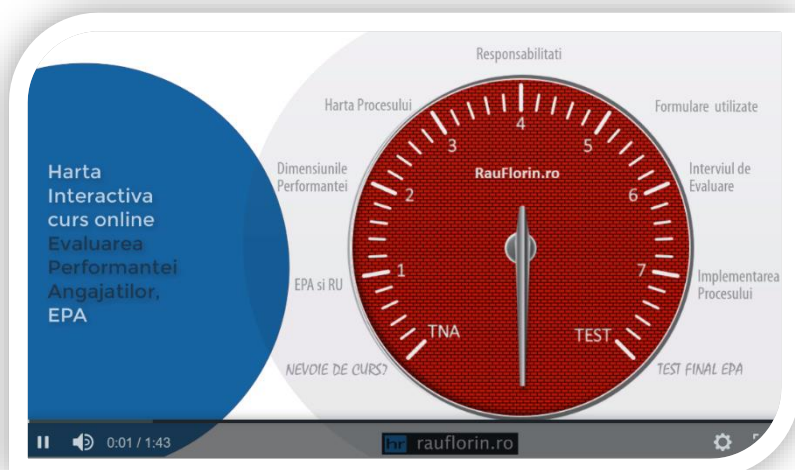 Harta
Interactiva
curs online
Evaluarea
Performantei
Angajatilor,
EPA
Responsabilitati
Harta Procesului
Formulare utilizate
Dimensiunile
Performantei
Interviul de
Evaluare
EPA si RU
Implementarea
Procesului
NEVOIE DE CURS?
TEST FINAL EPA
RauFlorin.ro
TNA
1
2
3
4
5
6
7
TEST
0:01 / 1:43
hr rauflorin.ro